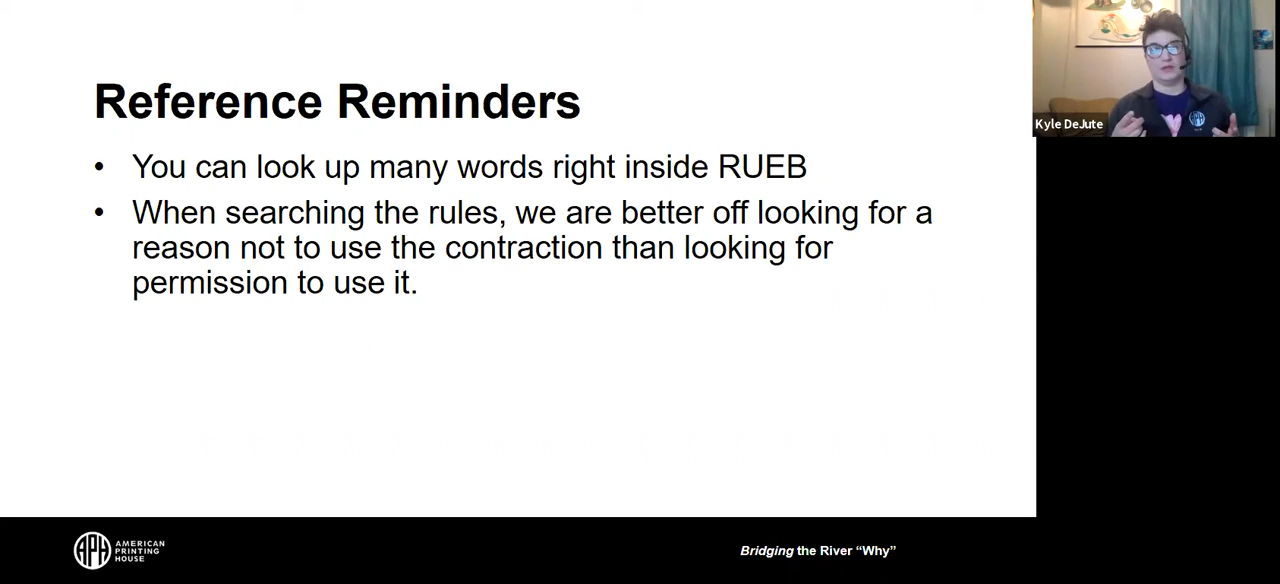 Reference Reminders
• You can look up many words right inside RUEB
• When searching the rules, we are better off looking for a
reason not to use the contraction than looking for
permission to use it.
Kyle DeJute
APH
APH
AMERICAN
PRINTING
HOUSE
Bridging the River “Why”